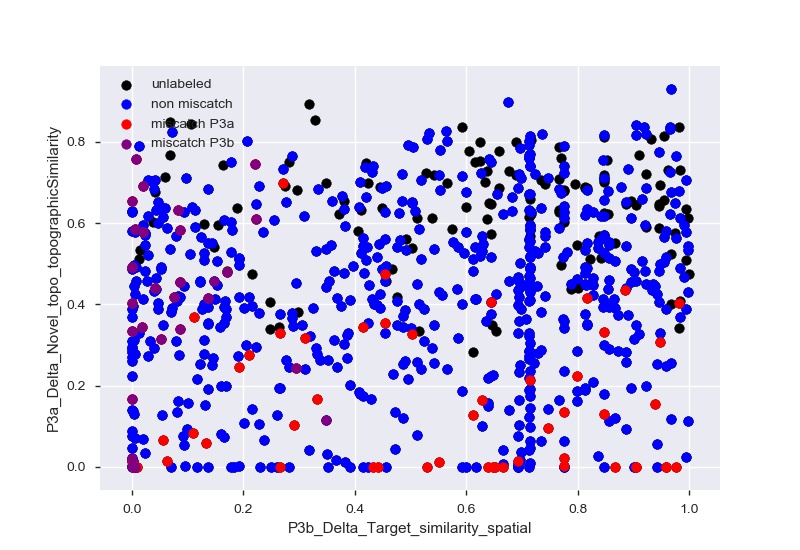 unlabeled
non miscatch
miscatch P3a
miscatch P3b
0.8
0.6
0.4
0.2
0.0
0.0 0.2 0.4 0.6 0.8 1.0
P3b_Delta_Target_similarity_spatial
P3a_Delta_Novel_topo_topographicSimilarity